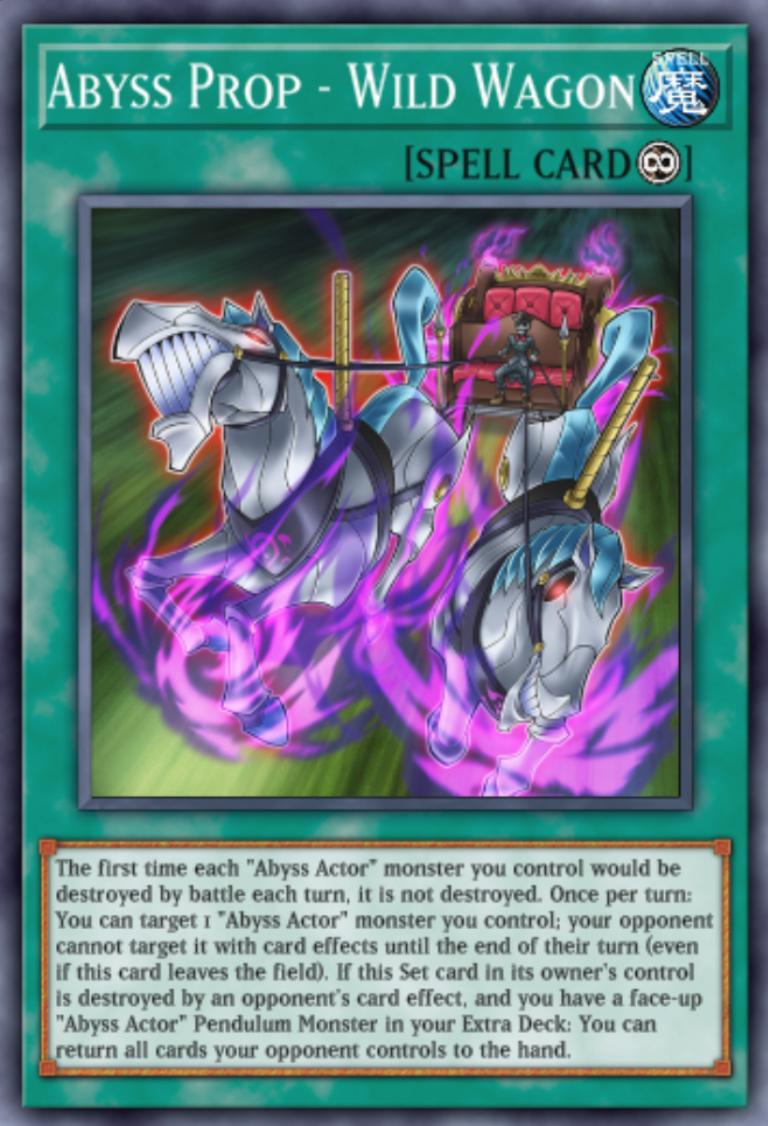 ABYSS PROP - WILD WAGON
SPELL
魔
[SPELL CARD∞]
The first time each "Abyss Actor" monster you control would be
destroyed by battle each turn, it is not destroyed. Once per turn:
You can target 1 "Abyss Actor" monster you control; your opponent
cannot target it with card effects until the end of their turn (even
if this card leaves the field). If this Set card in its owner's control
is destroyed by an opponent's card effect, and you have a face-up
"Abyss Actor" Pendulum Monster in your Extra Deck: You can
return all cards your opponent controls to the hand.